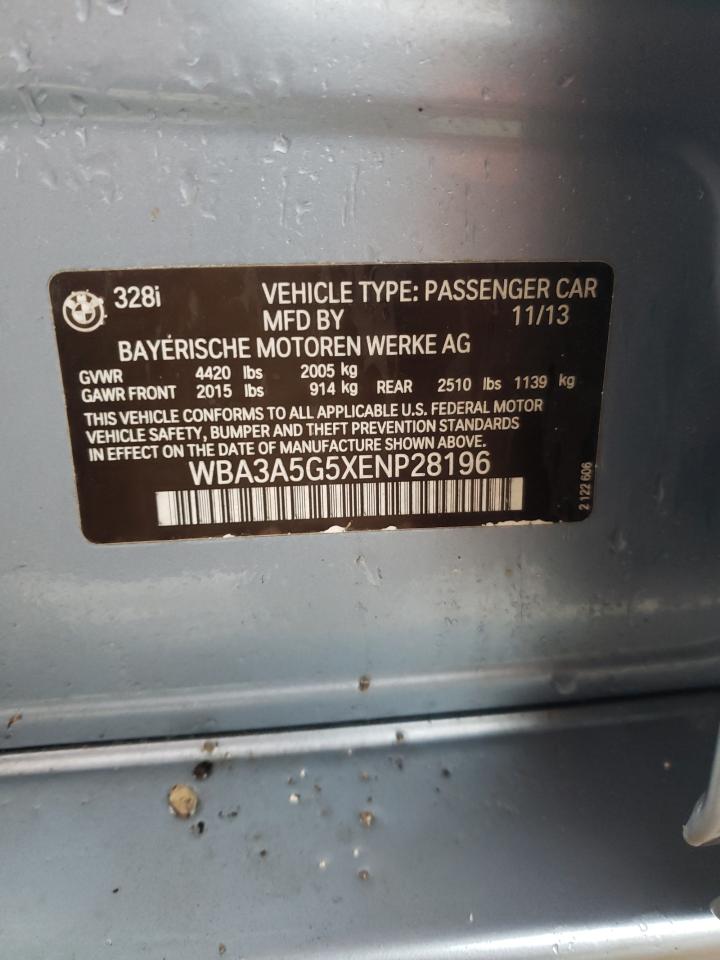 328i VEHICLE TYPE: PASSENGER CAR
MFD BY 11/13
BAYERISCHE MOTOREN WERKE AG
GVWR 4420 lbs 2005 kg
GAWR FRONT 2015 lbs 914 kg REAR 2510 lbs 1139 kg
THIS VEHICLE CONFORMS TO ALL APPLICABLE U.S. FEDERAL MOTOR
VEHICLE SAFETY, BUMPER AND THEFT PREVENTION STANDARDS
IN EFFECT ON THE DATE OF MANUFACTURE SHOWN ABOVE.
WBA3A5G5XENP28196
2 122 606